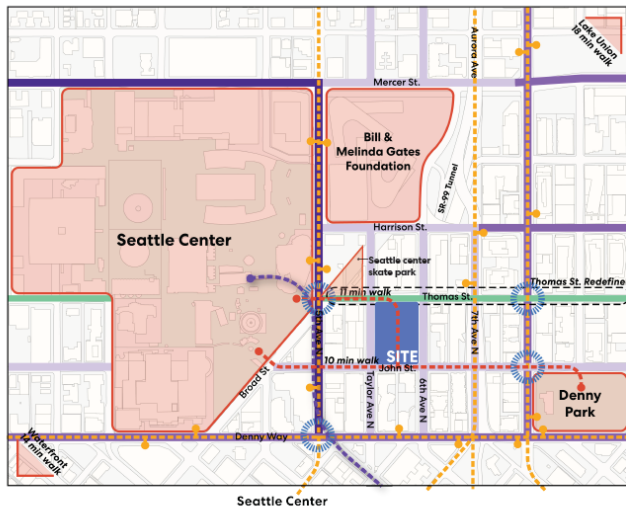 Lake Union
18 min walk
Aurora Ave
Mercer St.
Bill &
Melinda Gates
Foundation
SR-99 Tunnel
Harrison St.
Seattle Center
Seattle center
skate park
Thomas St. Redefined
11 min walk
Thomas St.
5th Ave N
7th Ave N
SITE
10 min walk
John St.
Broad St
Taylor Ave N
6th Ave N
Denny
Park
Denny Way
Waterfront
14 min walk
Seattle Center